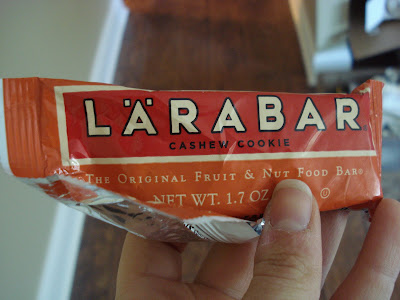 LÄRABAR
CASHEW COOKIE
THE ORIGINAL FRUIT & NUT FOOD BAR®
NET WT. 1.7 OZ
U